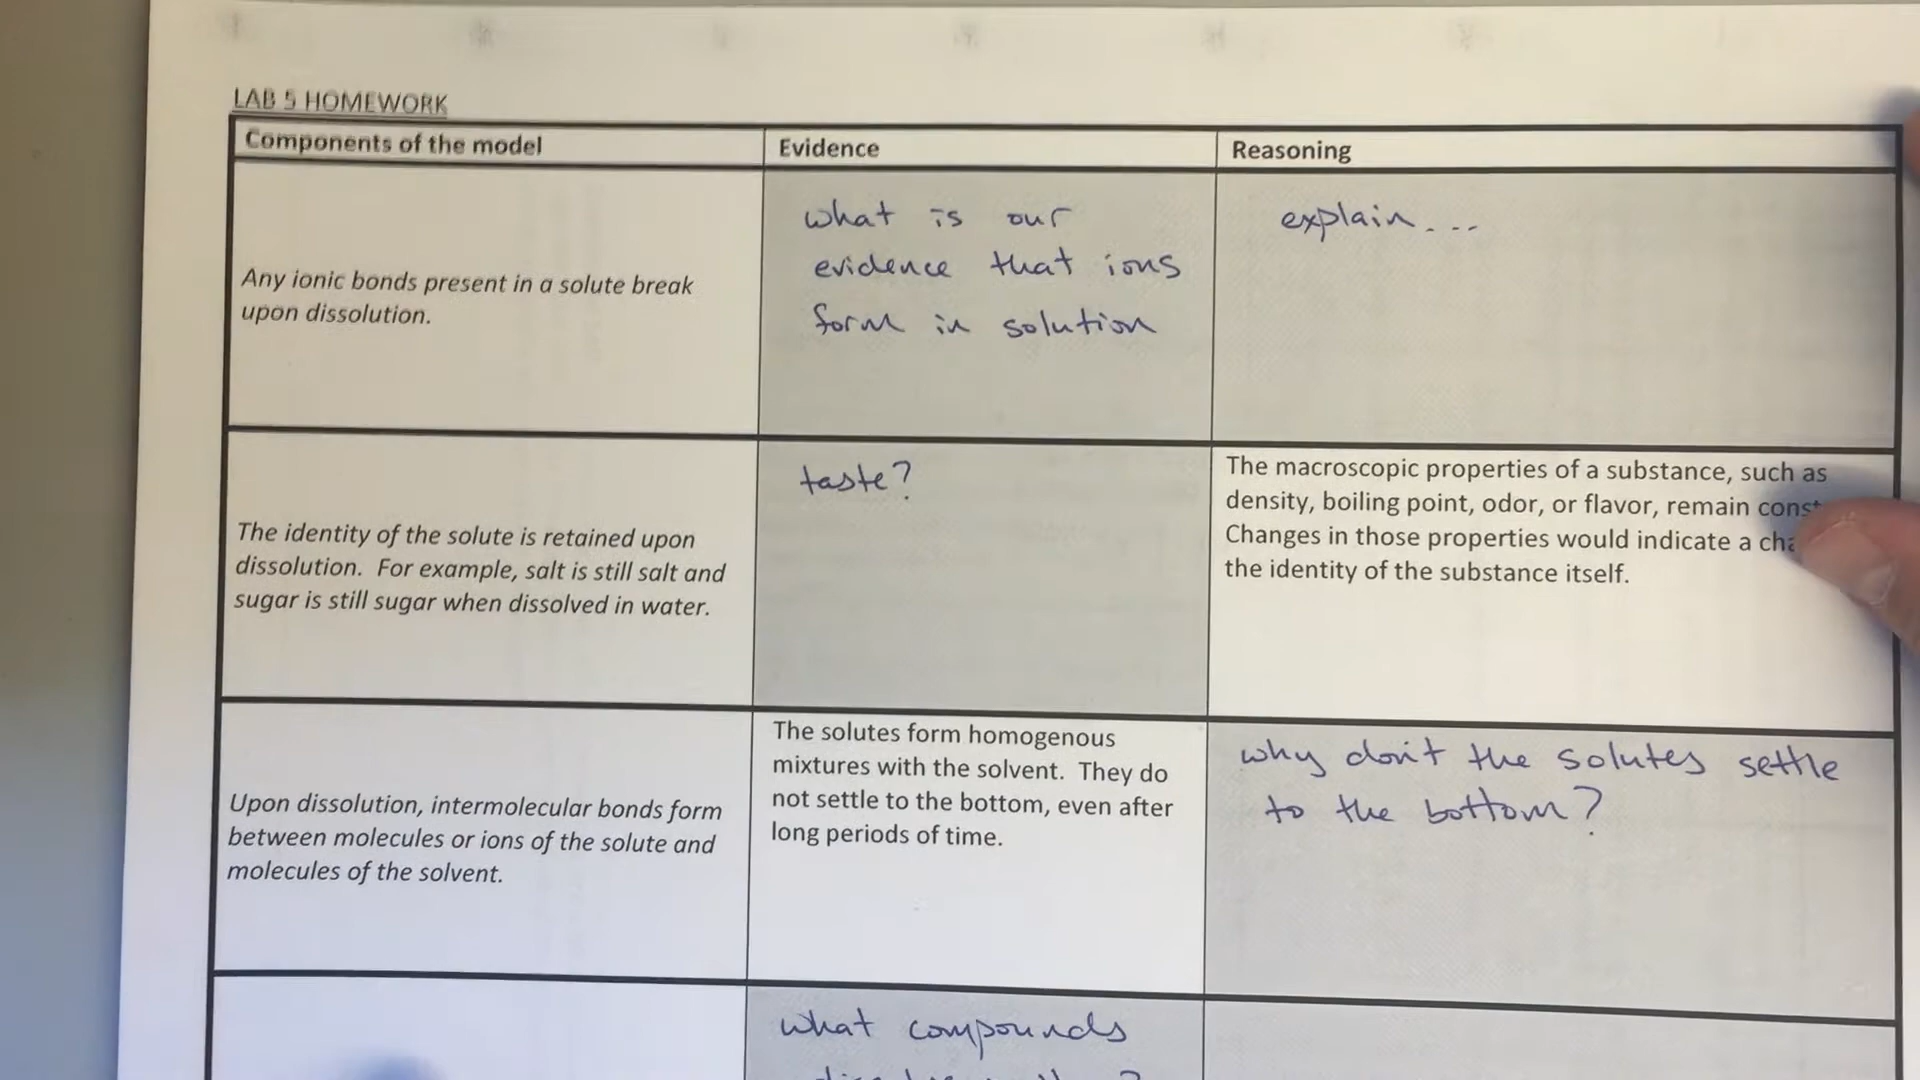 LAB 5 HOMEWORK
Components of the model
Evidence
Reasoning
Any ionic bonds present in a solute break
upon dissolution.
what is our
evidence that ions
form in solution
explain...
The identity of the solute is retained upon
dissolution. For example, salt is still salt and
sugar is still sugar when dissolved in water.
taste?
The macroscopic properties of a substance, such as
density, boiling point, odor, or flavor, remain
Changes in those properties would indicate a
the identity of the substance itself.
Upon dissolution, intermolecular bonds form
between molecules or ions of the solute and
molecules of the solvent.
The solutes form homogenous
mixtures with the solvent. They do
not settle to the bottom, even after
long periods of time.
why don't the solutes settle
to the bottom?
what compounds